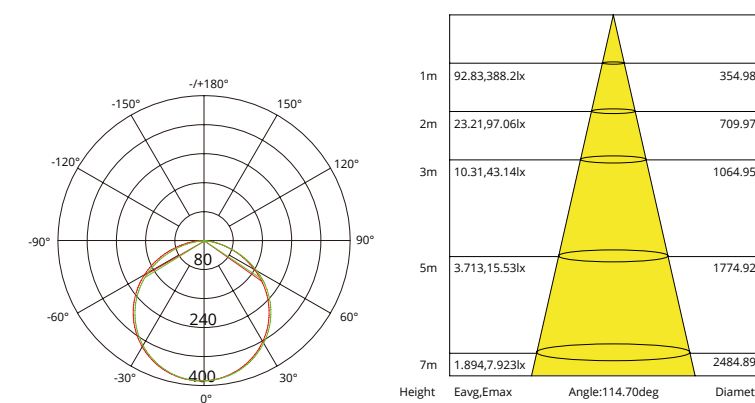 -/+180°
-150°
150°
-120°
120°
-90°
90°
80
-60°
60°
240
-30°
400
30°
0°
1m 92.83,388.2lx 354.98
2m 23.21,97.06lx 709.97
3m 10.31,43.14lx 1064.95
5m 3.713,15.53lx 1774.92
7m 1.894,7.923lx 2484.89
Height Eavg,Emax Angle:114.70deg Diamet